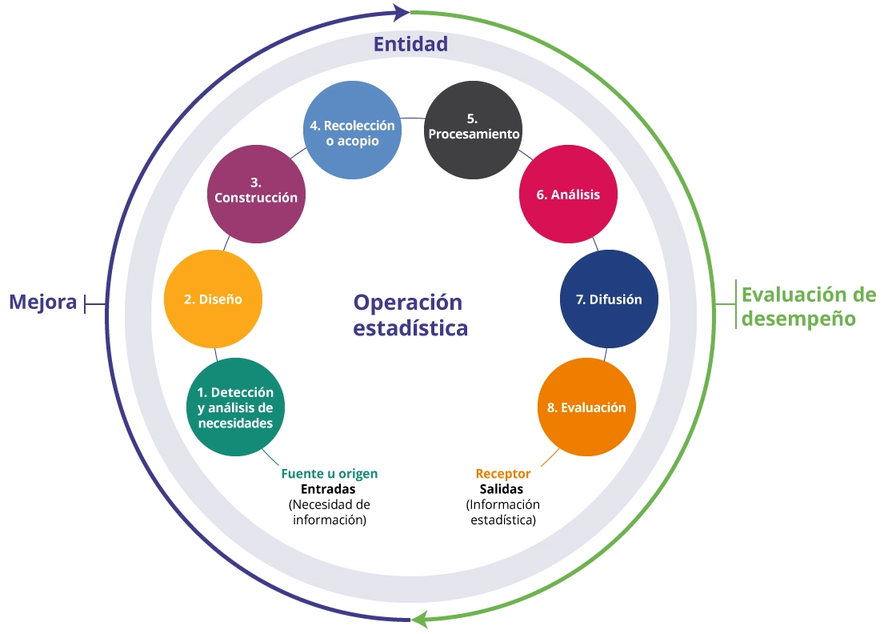 Entidad
4. Recolección
o acopio
5.
Procesamiento
3.
Construcción
6. Análisis
2. Diseño
7. Difusión
Mejora
Operación
estadística
Evaluación de
desempeño
1. Detección
y análisis de
necesidades
8. Evaluación
Fuente u origen
Entradas
(Necesidad de
información)
Receptor
Salidas
(Información
estadística)